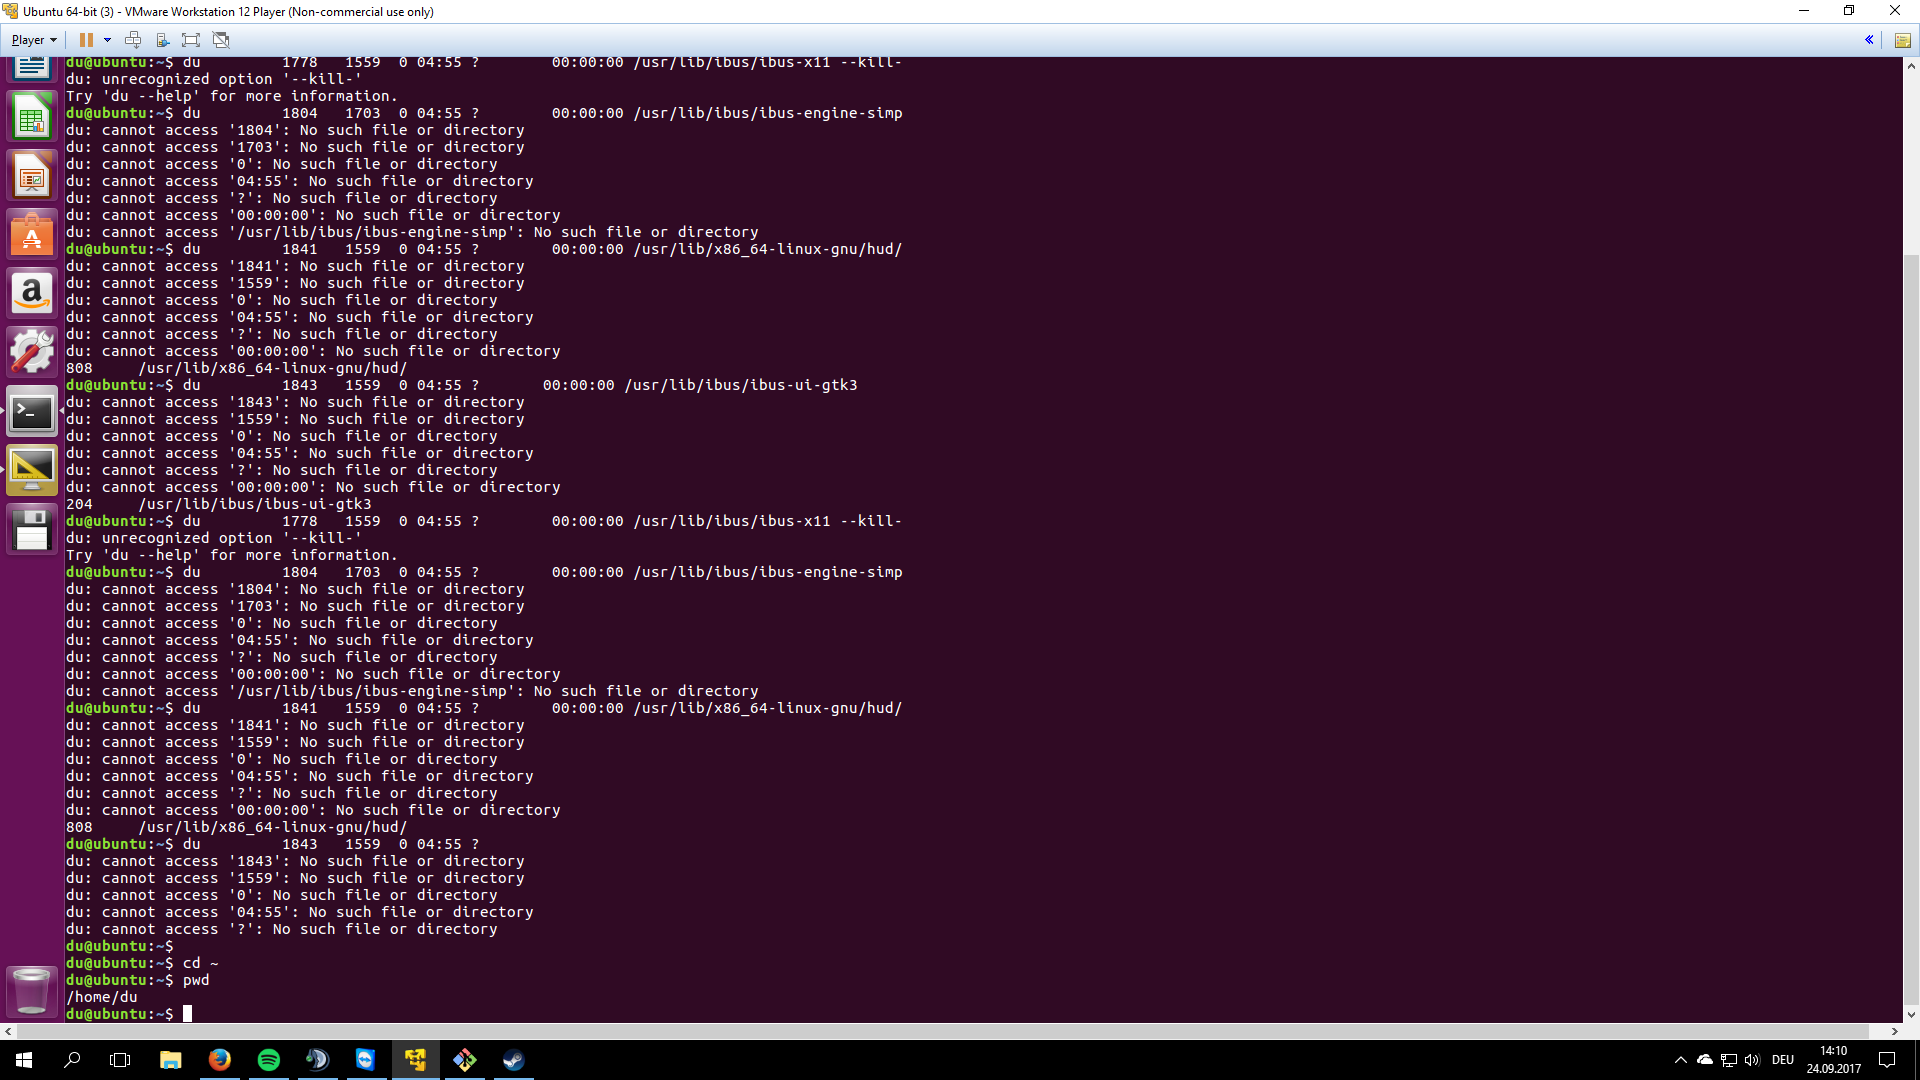 Ubuntu 64-bit (3) - VMware Workstation 12 Player (Non-commercial use only)
Player
du@ubuntu:~$ du         1778   1559  0 04:55 ?        00:00:00 /usr/lib/ibus/ibus-x11 --kill-
du: unrecognized option '--kill-'
Try 'du --help' for more information.
du@ubuntu:~$ du         1804   1703  0 04:55 ?        00:00:00 /usr/lib/ibus/ibus-engine-simp
du: cannot access '1804': No such file or directory
du: cannot access '1703': No such file or directory
du: cannot access '0': No such file or directory
du: cannot access '04:55': No such file or directory
du: cannot access '?': No such file or directory
du: cannot access '00:00:00': No such file or directory
du: cannot access '/usr/lib/ibus/ibus-engine-simp': No such file or directory
du@ubuntu:~$ du         1841   1559  0 04:55 ?        00:00:00 /usr/lib/x86_64-linux-gnu/hud/
du: cannot access '1841': No such file or directory
du: cannot access '1559': No such file or directory
du: cannot access '0': No such file or directory
du: cannot access '04:55': No such file or directory
du: cannot access '?': No such file or directory
du: cannot access '00:00:00': No such file or directory
808     /usr/lib/x86_64-linux-gnu/hud/
du@ubuntu:~$ du         1843   1559  0 04:55 ?       00:00:00 /usr/lib/ibus/ibus-ui-gtk3
du: cannot access '1843': No such file or directory
du: cannot access '1559': No such file or directory
du: cannot access '0': No such file or directory
du: cannot access '04:55': No such file or directory
du: cannot access '?': No such file or directory
du: cannot access '00:00:00': No such file or directory
204     /usr/lib/ibus/ibus-ui-gtk3
du@ubuntu:~$ du         1778   1559  0 04:55 ?        00:00:00 /usr/lib/ibus/ibus-x11 --kill-
du: unrecognized option '--kill-'
Try 'du --help' for more information.
du@ubuntu:~$ du         1804   1703  0 04:55 ?        00:00:00 /usr/lib/ibus/ibus-engine-simp
du: cannot access '1804': No such file or directory
du: cannot access '1703': No such file or directory
du: cannot access '0': No such file or directory
du: cannot access '04:55': No such file or directory
du: cannot access '?': No such file or directory
du: cannot access '00:00:00': No such file or directory
du: cannot access '/usr/lib/ibus/ibus-engine-simp': No such file or directory
du@ubuntu:~$ du         1841   1559  0 04:55 ?        00:00:00 /usr/lib/x86_64-linux-gnu/hud/
du: cannot access '1841': No such file or directory
du: cannot access '1559': No such file or directory
du: cannot access '0': No such file or directory
du: cannot access '04:55': No such file or directory
du: cannot access '?': No such file or directory
du: cannot access '00:00:00': No such file or directory
808     /usr/lib/x86_64-linux-gnu/hud/
du@ubuntu:~$ du         1843   1559  0 04:55 ?
du: cannot access '1843': No such file or directory
du: cannot access '1559': No such file or directory
du: cannot access '0': No such file or directory
du: cannot access '04:55': No such file or directory
du: cannot access '?': No such file or directory
du@ubuntu:~$
du@ubuntu:~$ cd ~
du@ubuntu:~$ pwd
/home/du
du@ubuntu:~$
DEU
14:10
24.09.2017